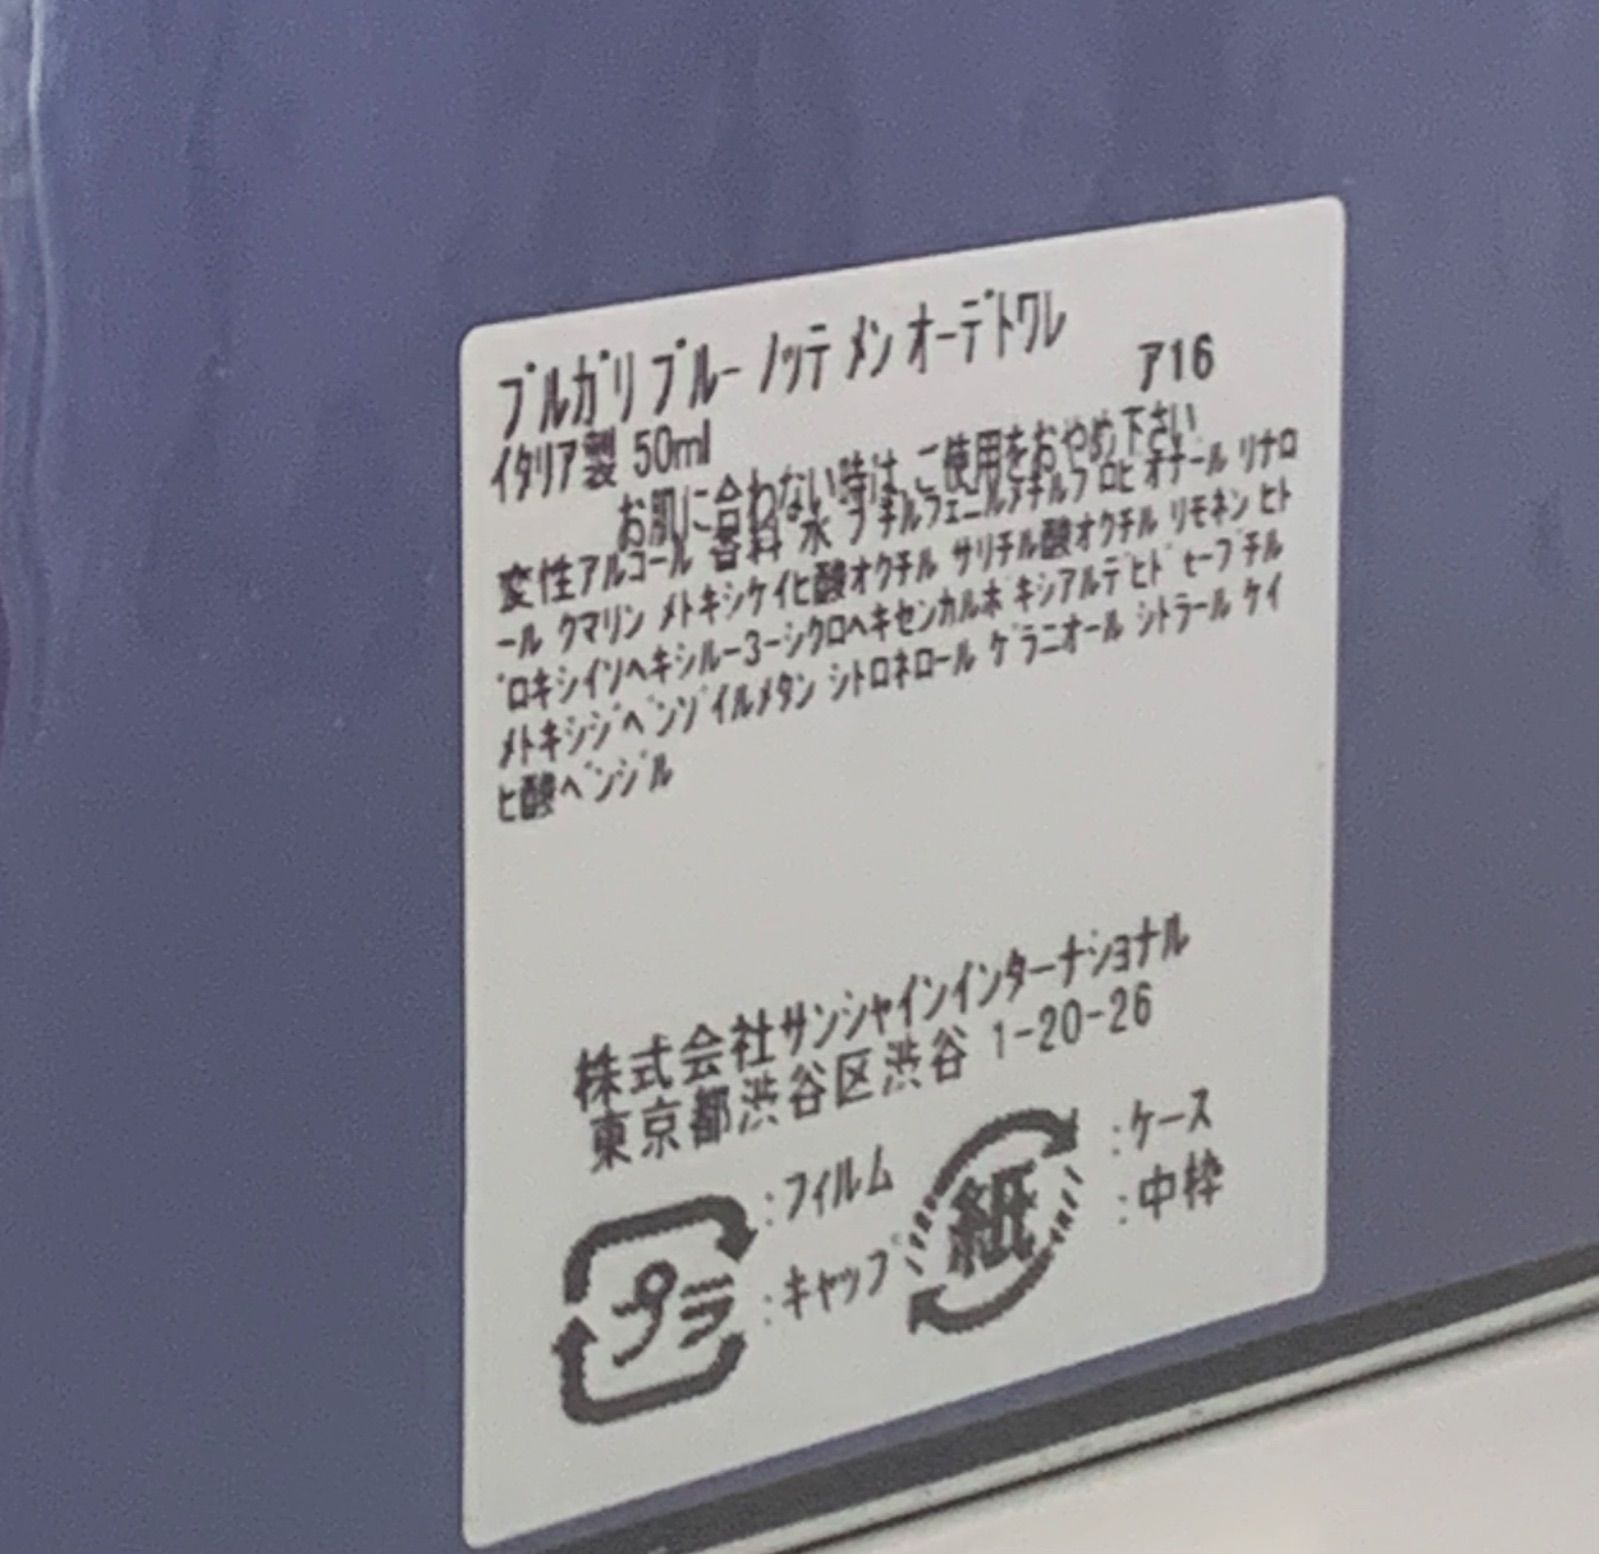 ブルガリ ブルー ノッテ メン オーデトワレ
ア16
イタリア製 50ml
お肌に合わない時は ご使用をおやめ下さい
変性アルコール 香料 水 ブチルフェニルメチルプロピオナール リナロ
ール クマリン メトキシケイヒ酸オクチル サリチル酸オクチル リモネン ヒト
゛ロキシイソヘキシル-3-シクロヘキセンカルボキシアルデヒド t-ブチル
メトキシジベンゾイルメタン シトロネロール ゲラニオール シトラール ケイ
ヒ酸ベンジル
株式会社サンシャインインターナショナル
東京都渋谷区渋谷 1-20-26
プラ
:フィルム
:キャップ
紙
:ケース
:中枠